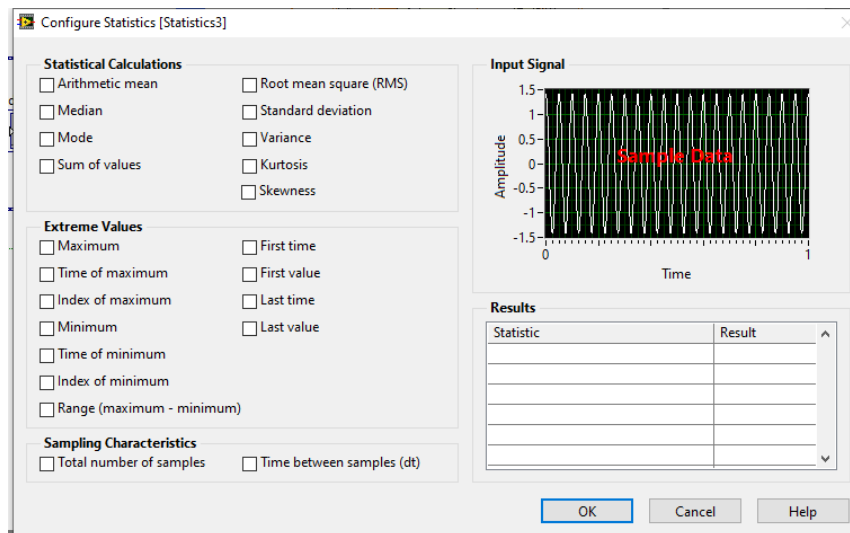 Configure Statistics [Statistics3]
Statistical Calculations
Arithmetic mean
Median
Mode
Sum of values
Root mean square (RMS)
Standard deviation
Variance
Kurtosis
Skewness
Extreme Values
Maximum
Time of maximum
Index of maximum
Minimum
Time of minimum
Index of minimum
Range (maximum - minimum)
First time
First value
Last time
Last value
Sampling Characteristics
Total number of samples
Time between samples (dt)
Input Signal
Amplitude
1.5
1
0.5
0
-0.5
-1
-1.5
Sample Data
0 1
Time
Results
Statistic Result
OK Cancel Help